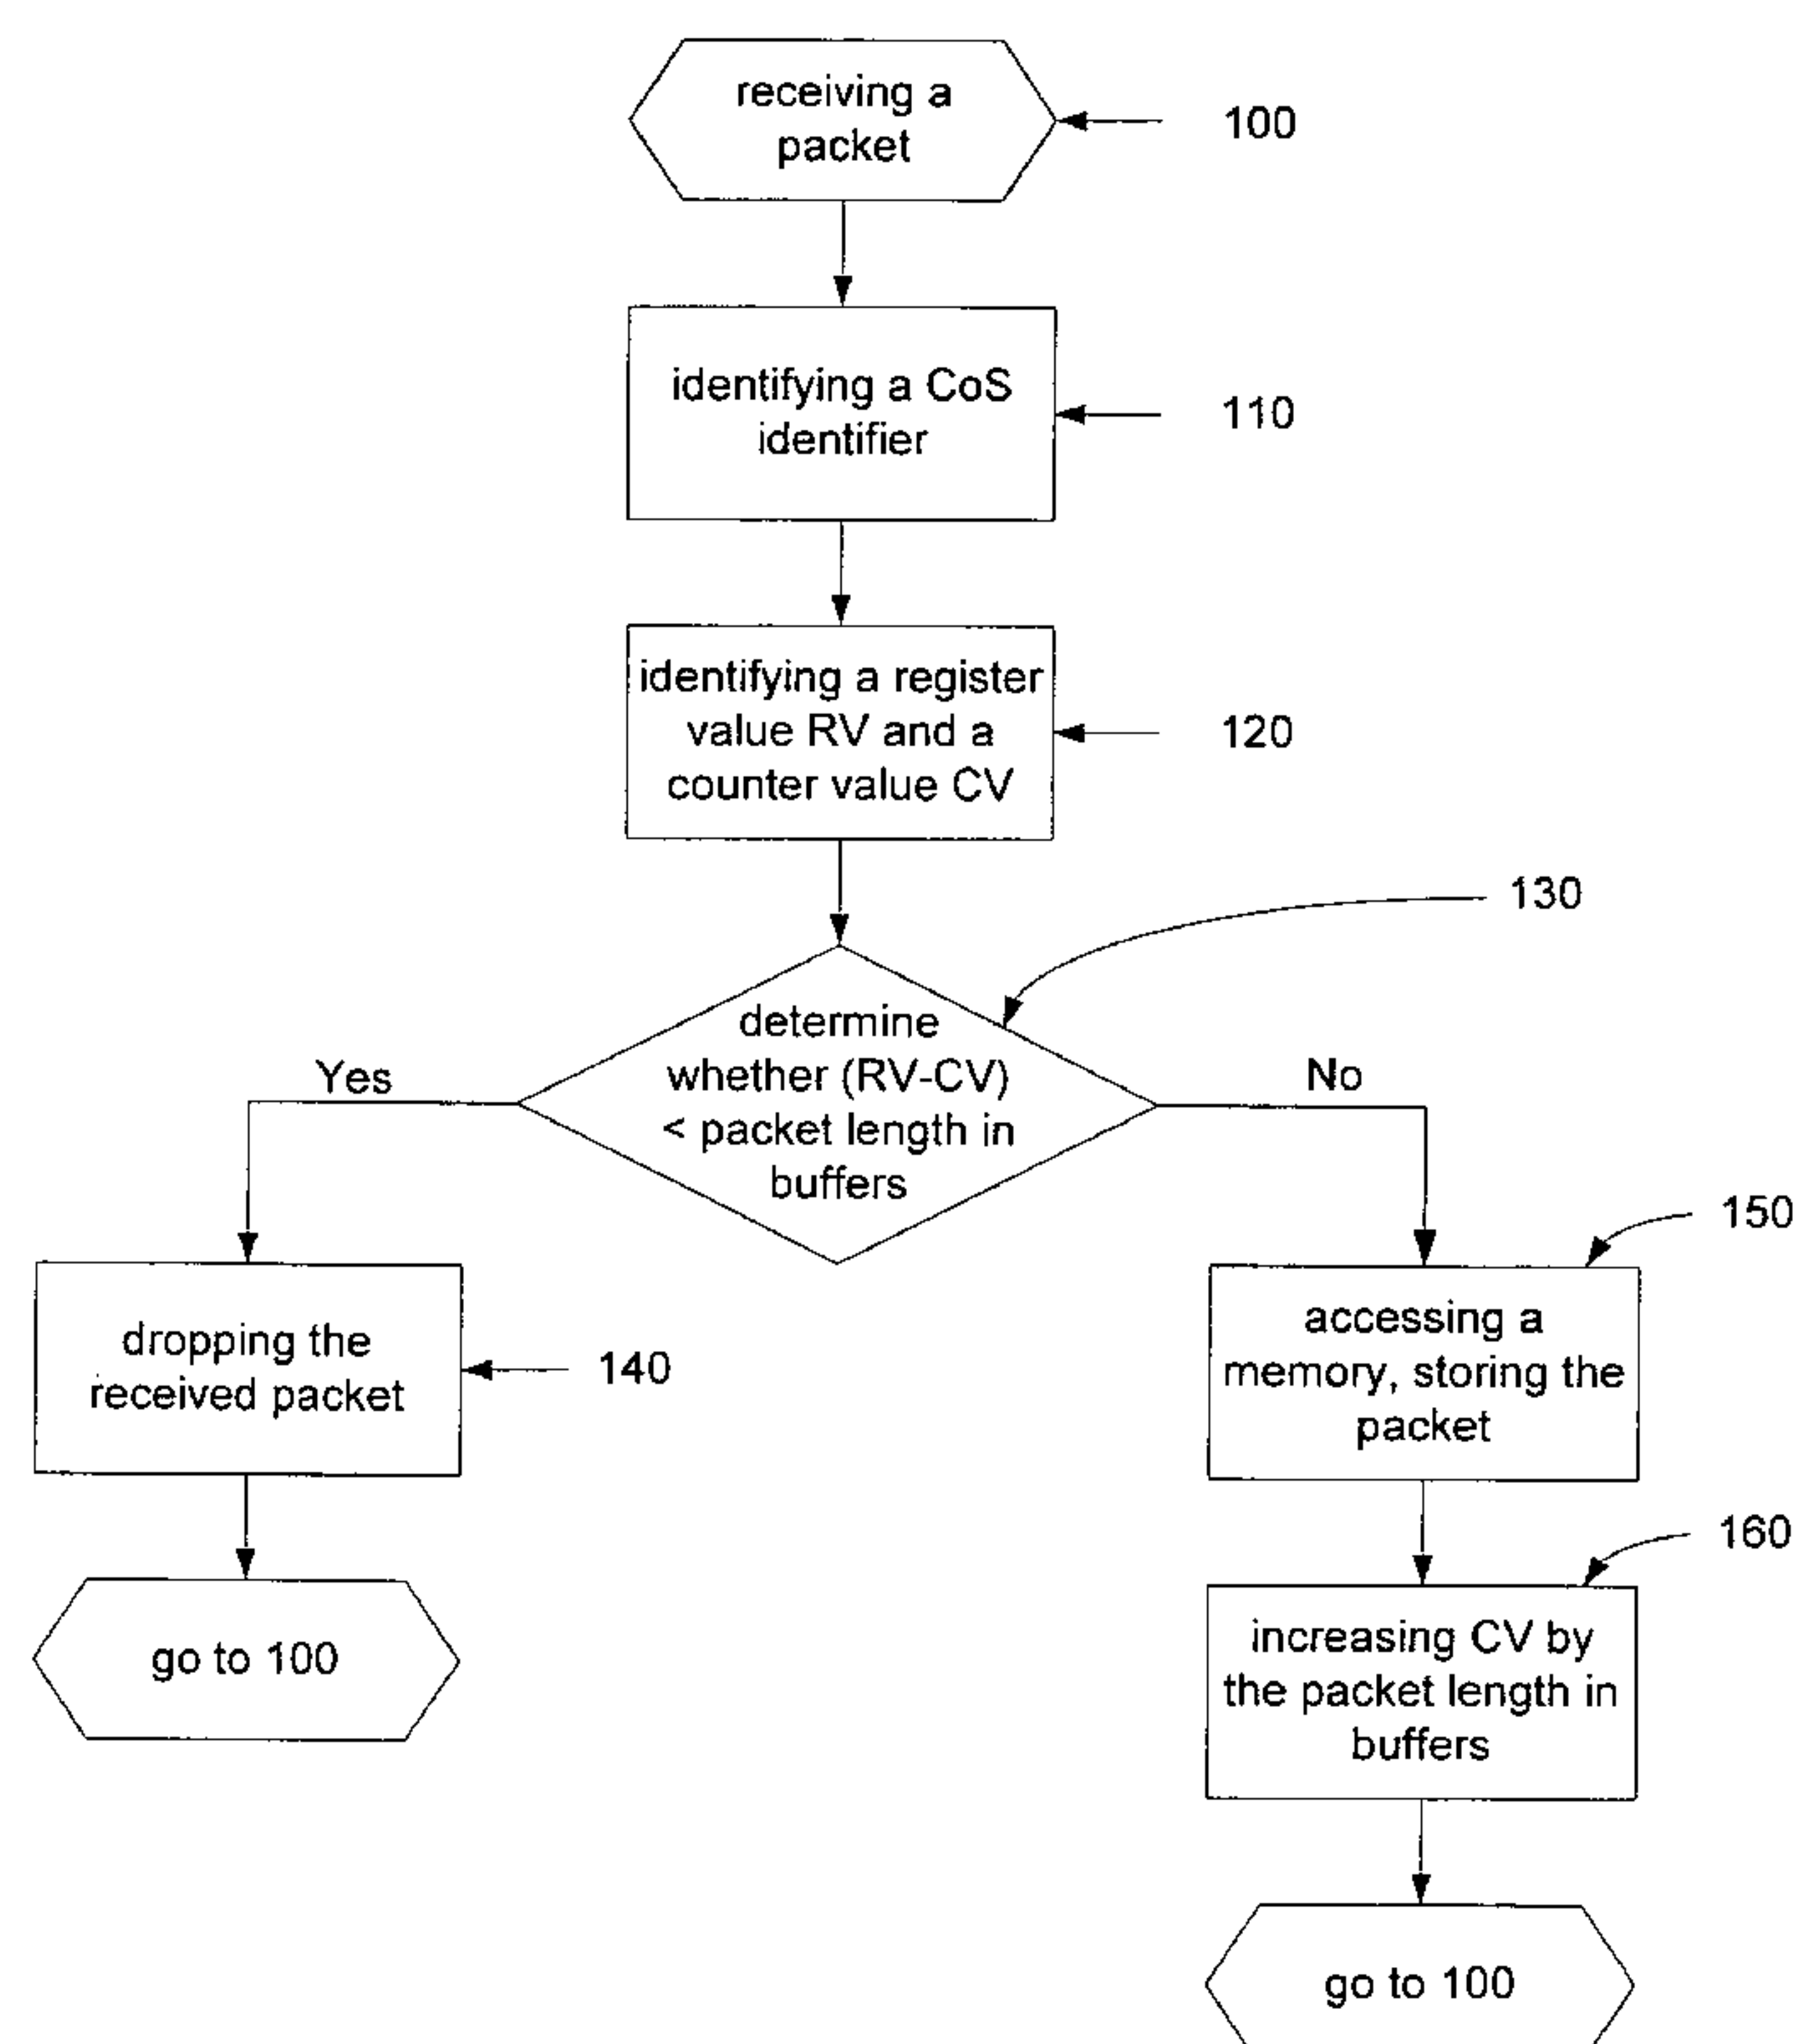 receiving a
packet
100
identifying a CoS
identifier
110
identifying a register
value RV and a
counter value CV
120
130
determine
whether (RV-CV)
< packet length in
buffers
Yes
No
dropping the
received packet
140
150
accessing a
memory, storing the
packet
160
increasing CV by
the packet length in
buffers
go to 100
go to 100